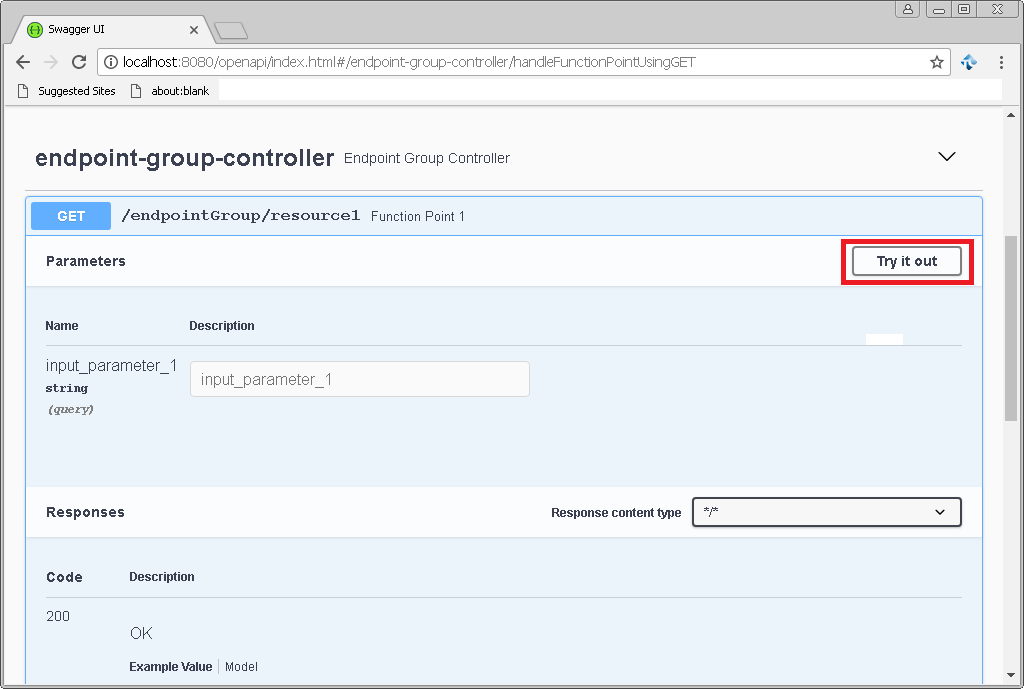 Swagger UI
localhost:8080/openapi/index.html#/endpoint-group-controller/handleFunctionPointUsingGET
Suggested Sites about:blank
endpoint-group-controller Endpoint Group Controller
GET /endpointGroup/resource1 Function Point 1
Parameters Try it out
Name Description
input_parameter_1 input_parameter_1
string
(query)
Responses Response content type */*
Code Description
200
OK
Example Value Model